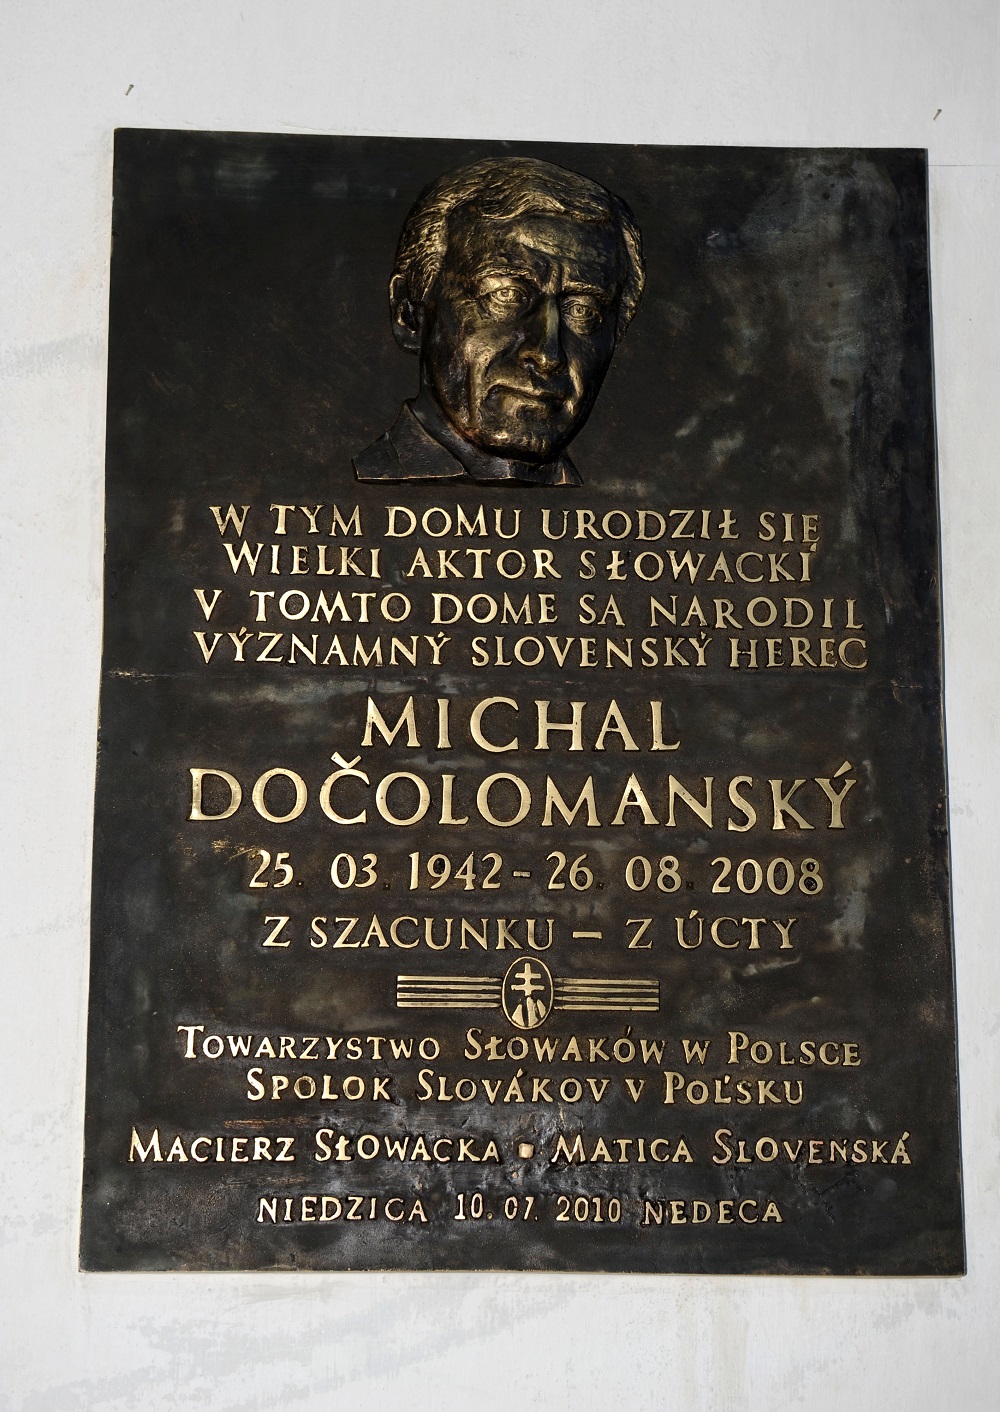 W TYM DOMU URODZIŁ SIĘ
WIELKI AKTOR SŁOWACKI
V TOMTO DOME SA NARODIL
VÝZNAMNÝ SLOVENSKÝ HEREC
MICHAL
DOČOLOMANSKÝ
25. 03. 1942 - 26. 08. 2008
Z SZACUNKU – Z ÚCTY
TOWARZYSTWO SŁOWAKÓW W POLSCE
SPOLOK SLOVÁKOV V POĽSKU
MACIERZ SŁOWACKA • MATICA SLOVENSKÁ
NIEDZICA 10.07.2010 NEDECA